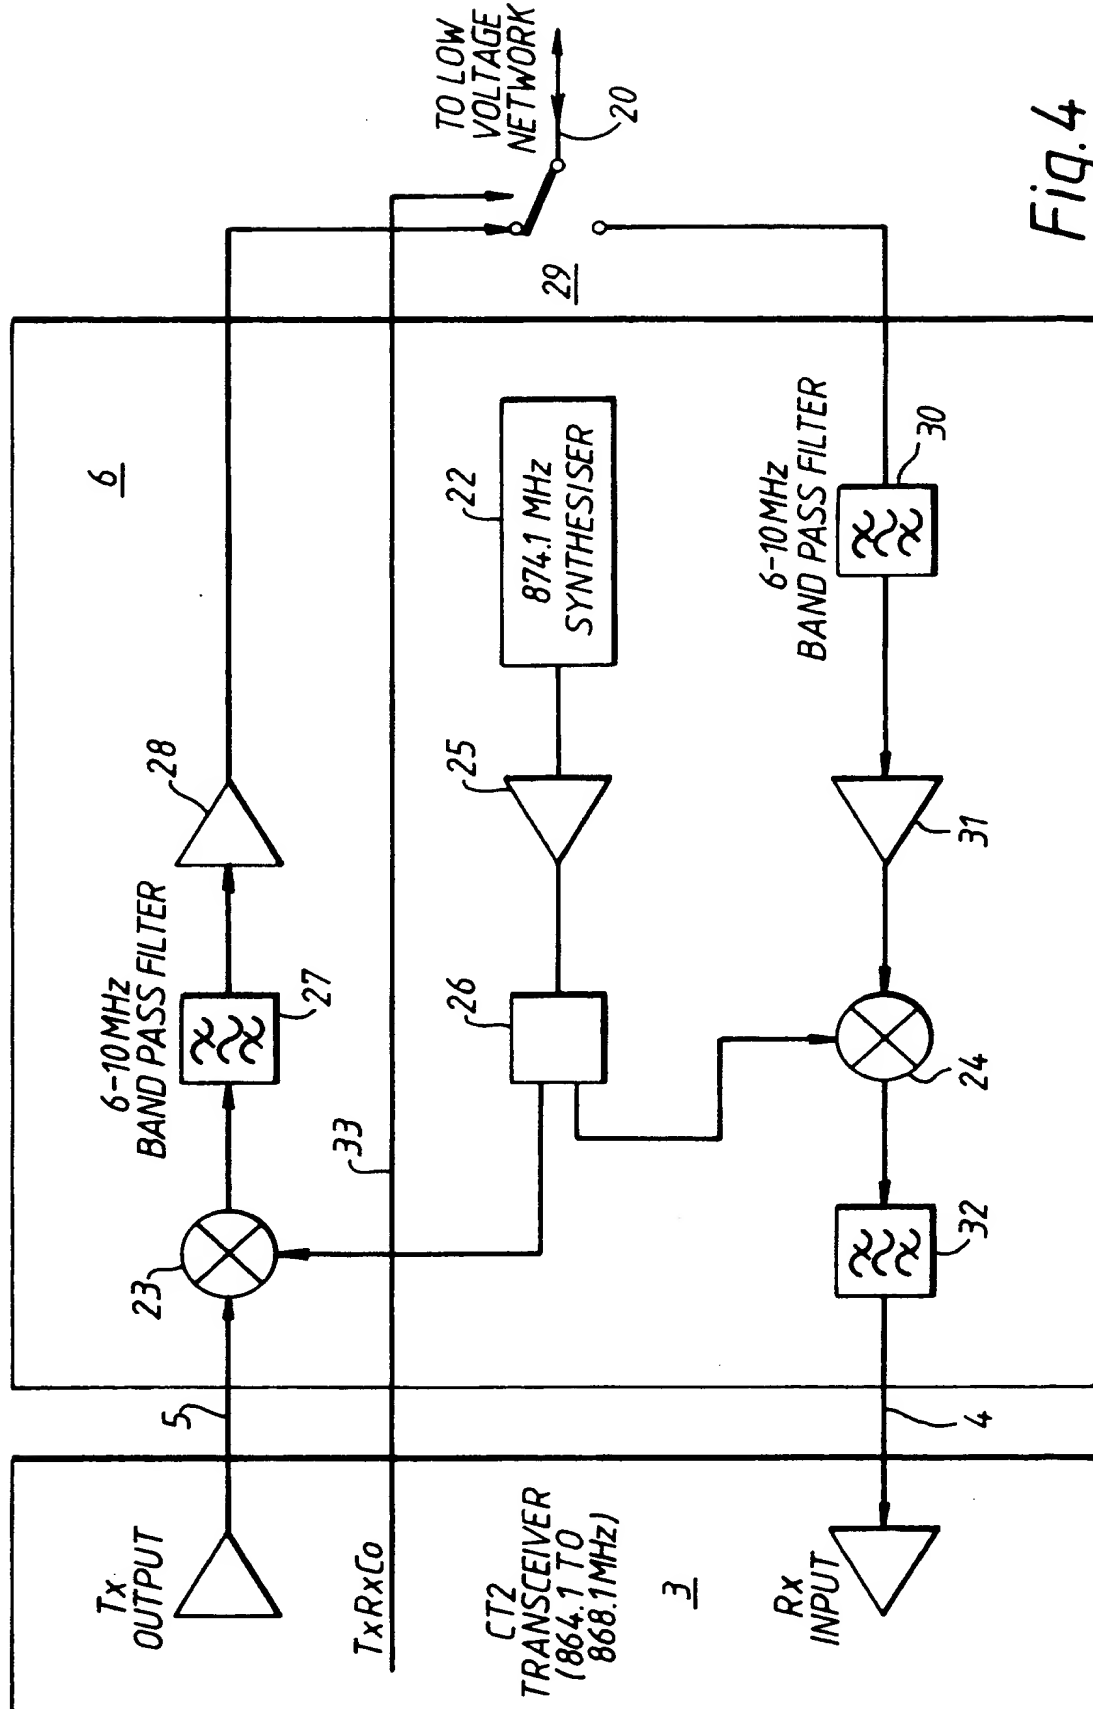 Tx
OUTPUT
5
23
6-10MHz
BAND PASS FILTER
27
28
6
TxRxCo
33
TO LOW
VOLTAGE
NETWORK
20
29
CT2
TRANSCEIVER
(864.1 TO
868.1MHz)
3
26
25
22
874.1 MHz
SYNTHESISER
Rx
INPUT
4
32
24
31
6-10MHz
BAND PASS FILTER
30
Fig.4